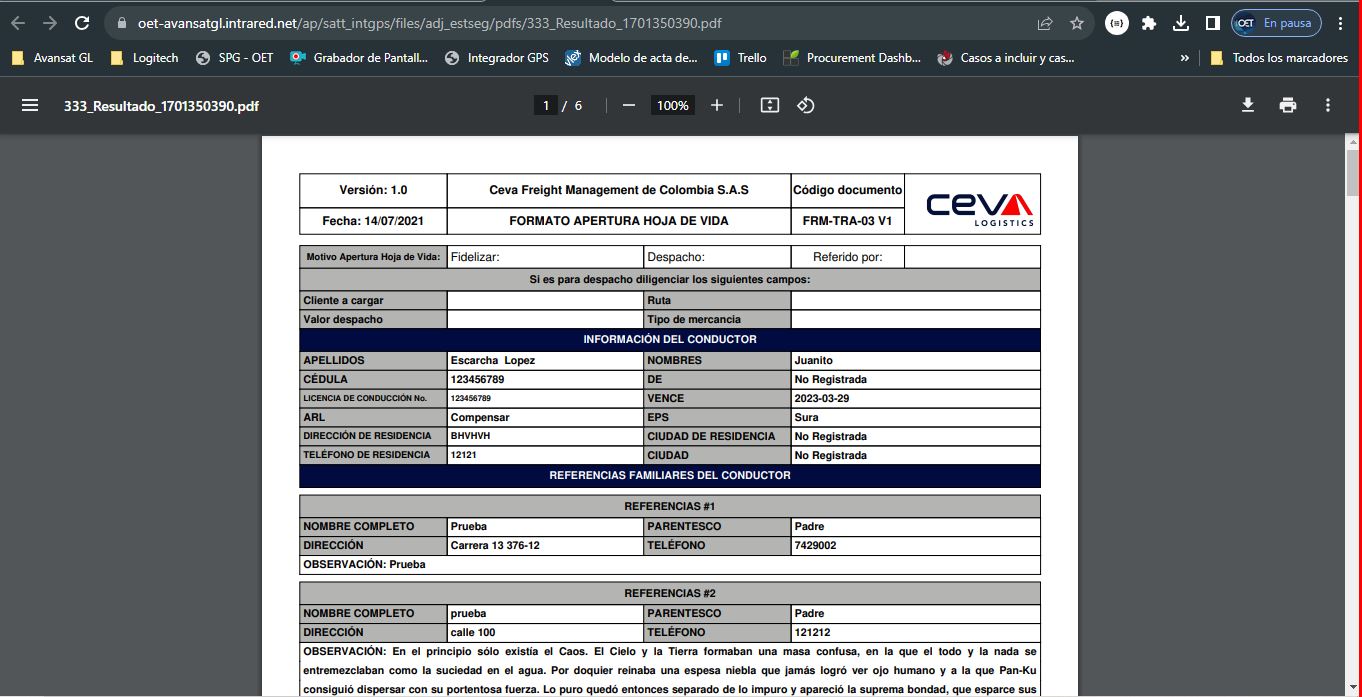 oet-avansatgl.intrared.net/ap/satt_intgps/files/adj_estseg/pdfs/333_Resultado_1701350390.pdf
OET En pausa
Avansat GL Logitech SPG - OET Grabador de Pantall... Integrador GPS Modelo de acta de... Trello Procurement Dashb... Casos a incluir y cas... » Todos los marcadores
333_Resultado_1701350390.pdf 1 / 6 — 100% +
Versión: 1.0 Ceva Freight Management de Colombia S.A.S Código documento
CEVA LOGISTICS
Fecha: 14/07/2021 FORMATO APERTURA HOJA DE VIDA FRM-TRA-03 V1
Motivo Apertura Hoja de Vida: Fidelizar: Despacho: Referido por:
Si es para despacho diligenciar los siguientes campos:
Cliente a cargar Ruta
Valor despacho Tipo de mercancia
INFORMACIÓN DEL CONDUCTOR
APELLIDOS Escarcha Lopez NOMBRES Juanito
CÉDULA 123456789 DE No Registrada
LICENCIA DE CONDUCCIÓN No. 123456789 VENCE 2023-03-29
ARL Compensar EPS Sura
DIRECCIÓN DE RESIDENCIA BHVHVH CIUDAD DE RESIDENCIA No Registrada
TELÉFONO DE RESIDENCIA 12121 CIUDAD No Registrada
REFERENCIAS FAMILIARES DEL CONDUCTOR
REFERENCIAS #1
NOMBRE COMPLETO Prueba PARENTESCO Padre
DIRECCIÓN Carrera 13 376-12 TELÉFONO 7429002
OBSERVACIÓN: Prueba
REFERENCIAS #2
NOMBRE COMPLETO prueba PARENTESCO Padre
DIRECCIÓN calle 100 TELÉFONO 121212
OBSERVACIÓN: En el principio sólo existía el Caos. El Cielo y la Tierra formaban una masa confusa, en la que el todo y la nada se
entremezclaban como la suciedad en el agua. Por doquier reinaba una espesa niebla que jamás logró ver ojo humano y a la que Pan-Ku
consiguió dispersar con su portentosa fuerza. Lo puro quedó entonces separado de lo impuro y apareció la suprema bondad, que esparce sus